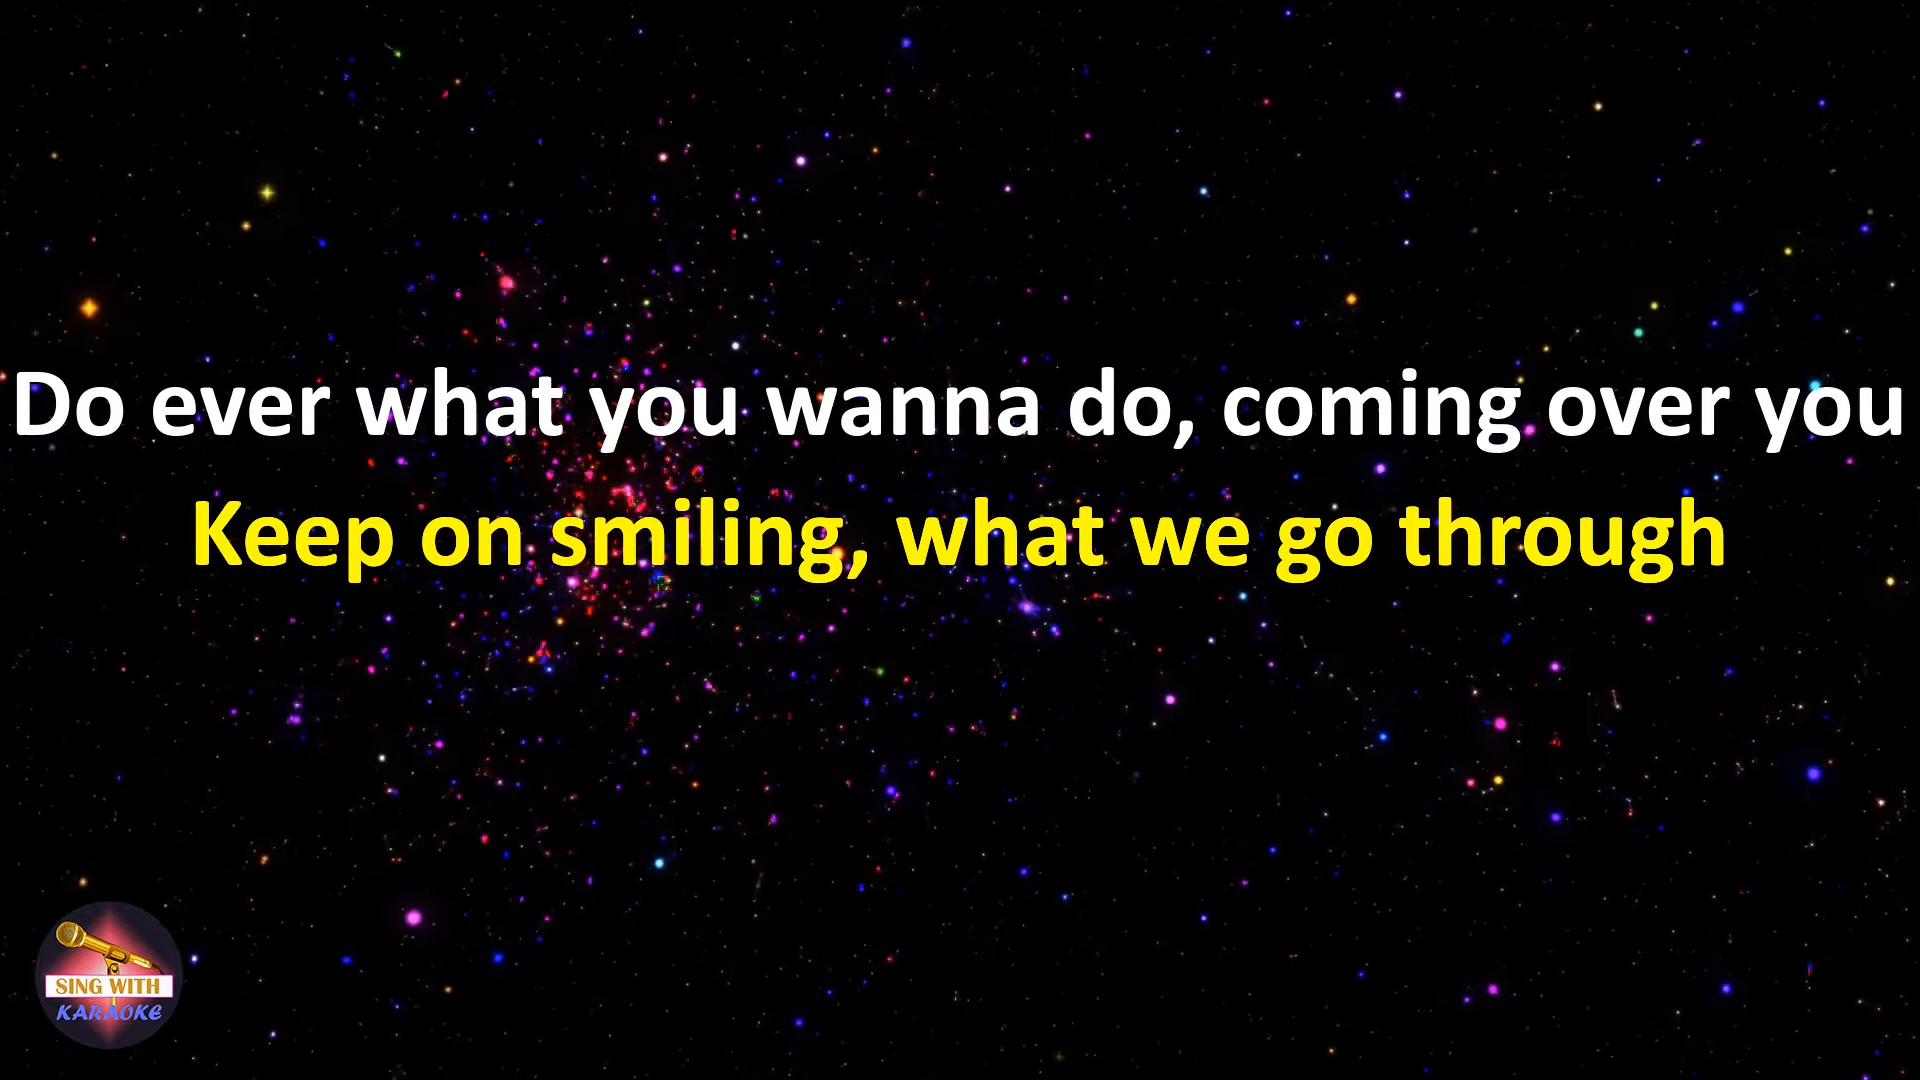 Do ever what you wanna do, coming over you
Keep on smiling, what we go through
SING WITH
KARAOKE